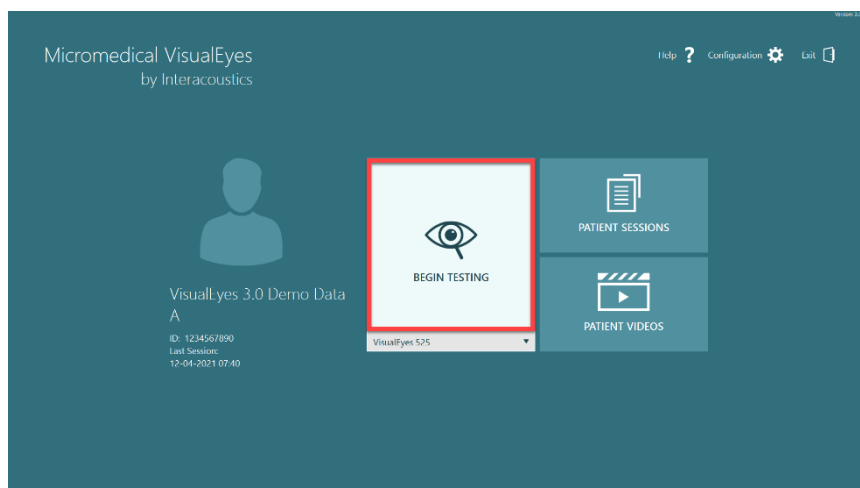 Micromedical VisualEyes
by Interacoustics
Help ? Configuration Exit
BEGIN TESTING
VisualEyes 525
PATIENT SESSIONS
PATIENT VIDEOS
VisualEyes 3.0 Demo Data
A
ID: 1234567890
Last Session:
12-04-2021 07:40